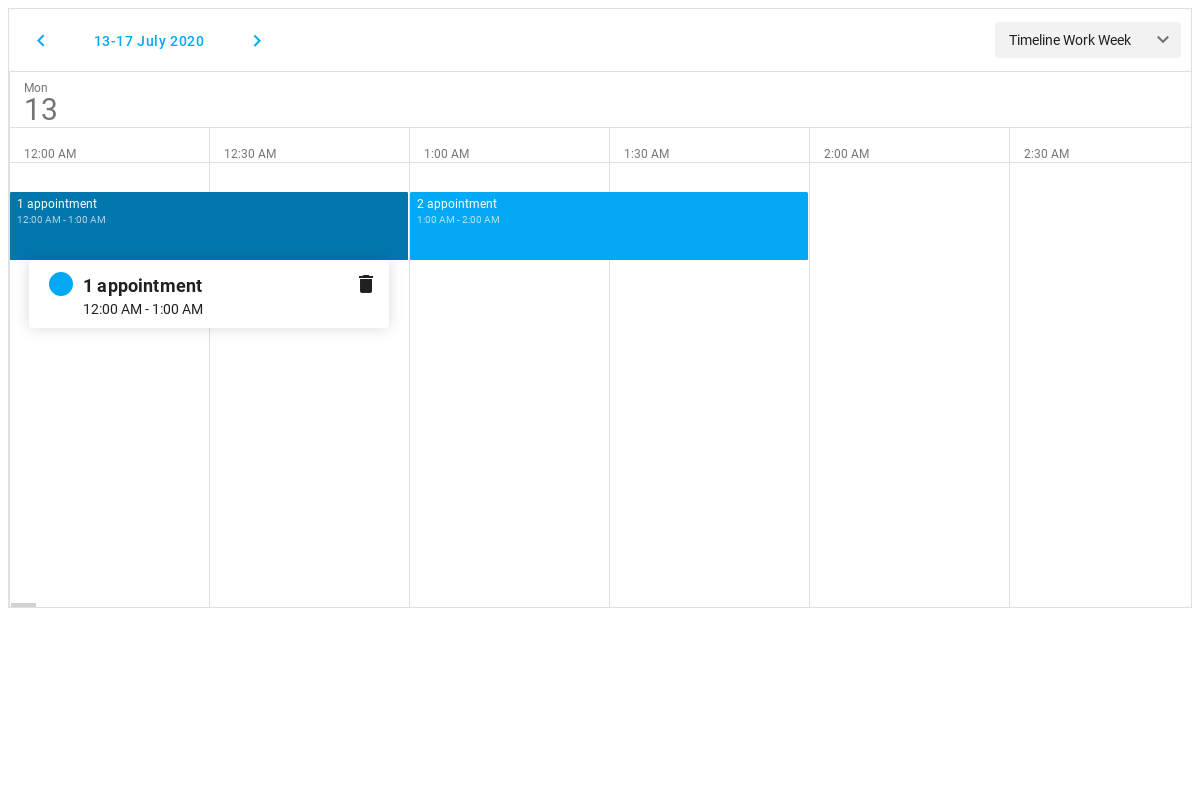 13-17 July 2020
Timeline Work Week
Mon
13
12:00 AM
12:30 AM
1:00 AM
1:30 AM
2:00 AM
2:30 AM
1 appointment
12:00 AM - 1:00 AM
2 appointment
1:00 AM - 2:00 AM
1 appointment
12:00 AM - 1:00 AM